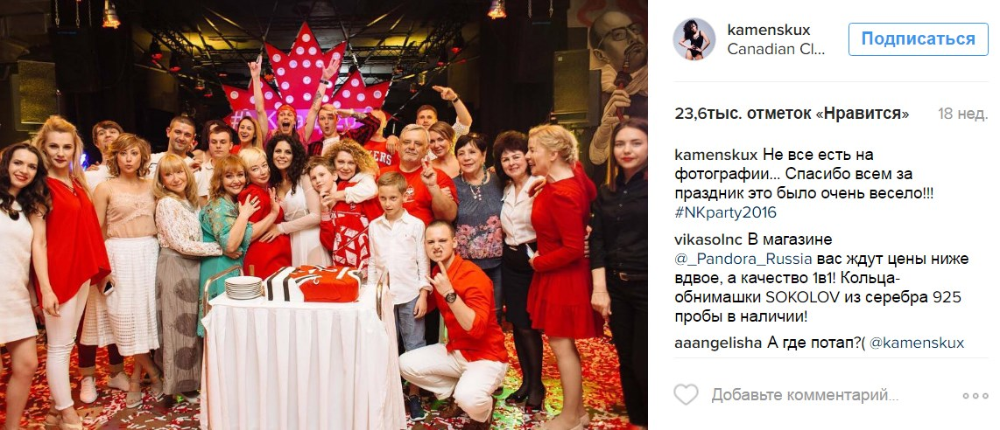 #NKparty2016
KERS
kamenskux
Canadian Cl...
Подписаться
23,6тыс. отметок «Нравится»
18 нед.
kamenskux Не все есть на
фотографии... Спасибо всем за
праздник это было очень весело!!!
#NKparty2016
vikasolnc В магазине
@_Pandora_Russia вас ждут цены ниже
вдвое, а качество 1в1! Кольца-
обнимашки SOKOLOV из серебра 925
пробы в наличии!
aaangelisha А где потап?( @kamenskux
Добавьте комментарий...